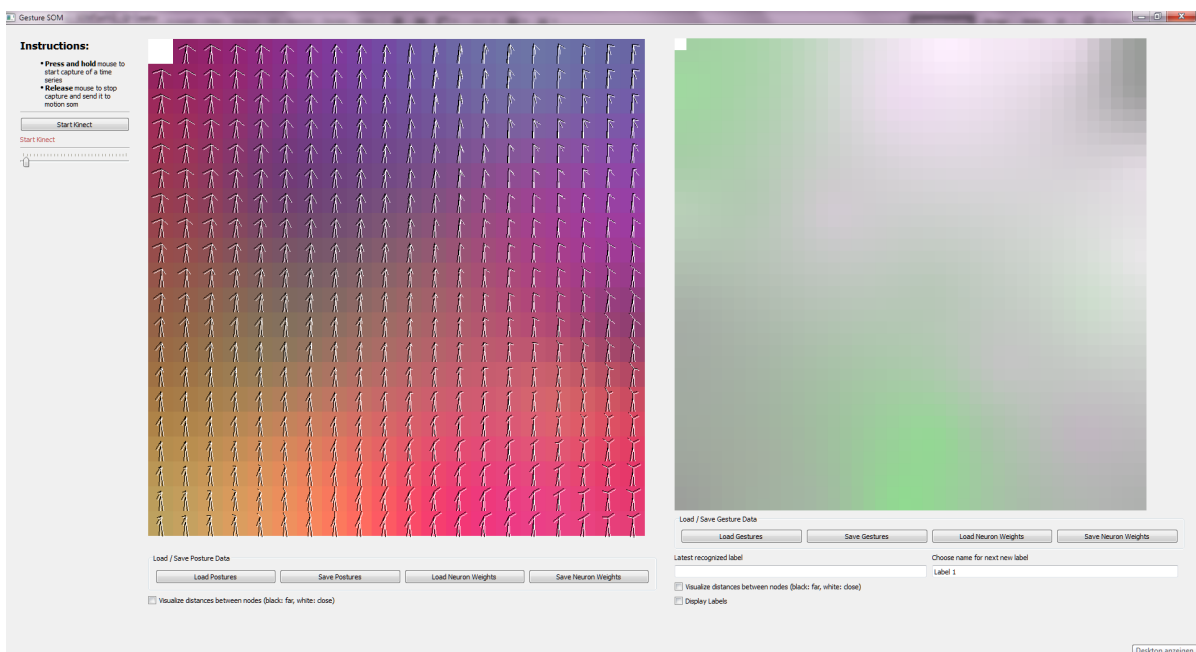 Gesture SOM
Instructions:
• Press and hold mouse to
start capture of a time
series
• Release mouse to stop
capture and send it to
motion som
Start Kinect
Start Kinect
Load / Save Posture Data
Load Postures
Save Postures
Load Neuron Weights
Save Neuron Weights
Visualize distances between nodes (black: far, white: close)
Load / Save Gesture Data
Load Gestures
Save Gestures
Load Neuron Weights
Save Neuron Weights
Latest recognized label
Choose name for next new label
Label 1
Visualize distances between nodes (black: far, white: close)
Display Labels
Desktop anzeigen